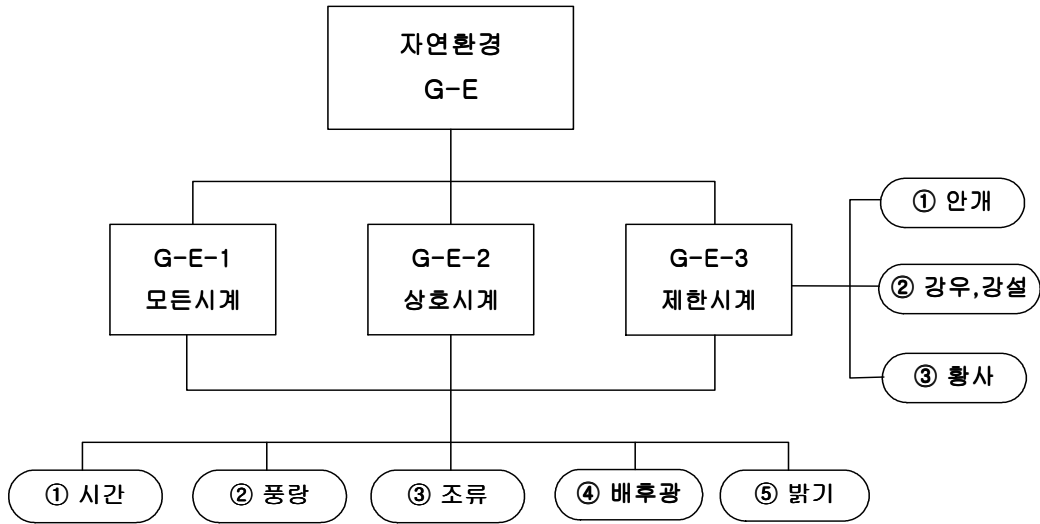 자연환경
G-E
G-E-1
모든시계
G-E-2
상호시계
G-E-3
제한시계
① 안개
② 강우,강설
③ 황사
① 시간
② 풍랑
③ 조류
④ 배후광
⑤ 밝기